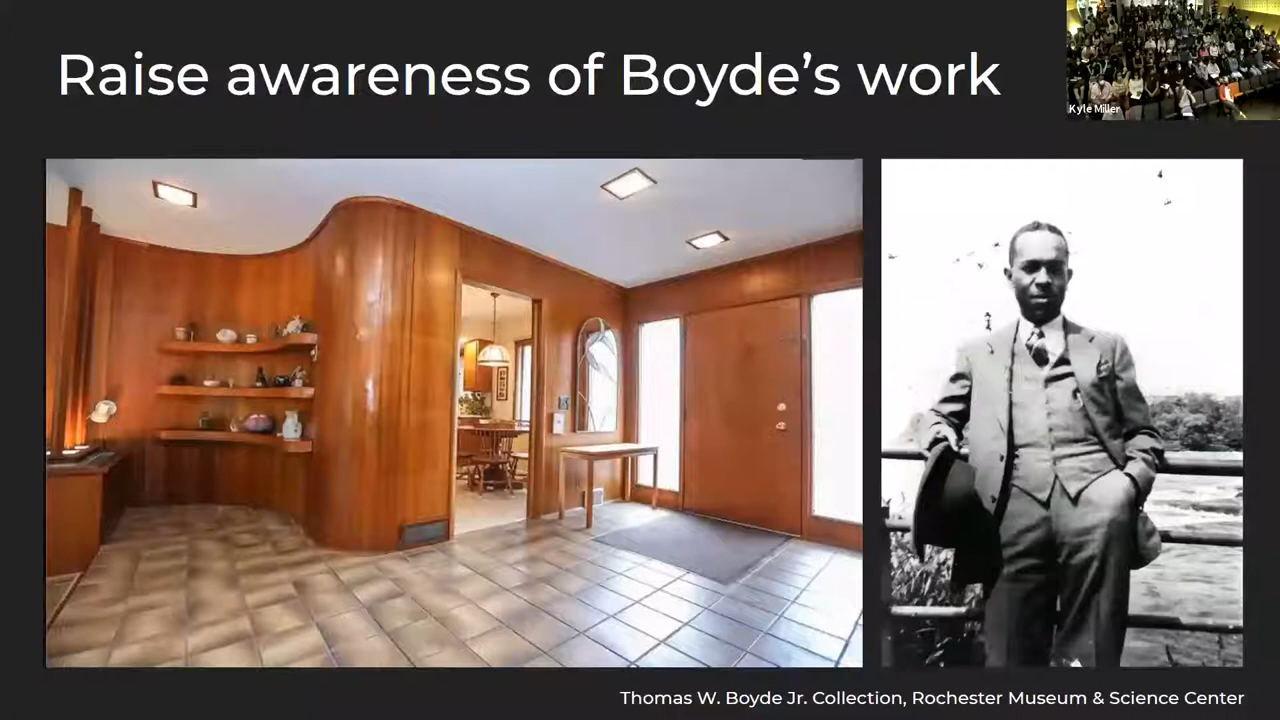 Raise awareness of Boyde’s work
Kyle Miller
Thomas W. Boyde Jr. Collection, Rochester Museum & Science Center